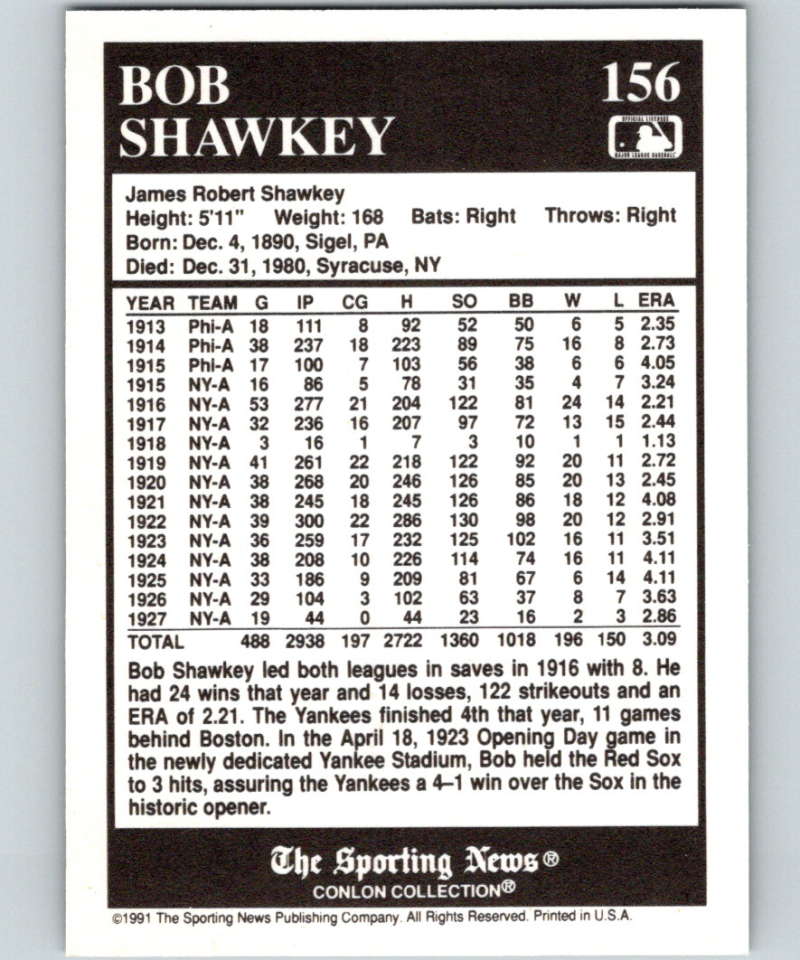 BOB
SHAWKEY
156
OFFICIAL LICENSEE
MAJOR LEAGUE BASEBALL
James Robert Shawkey
Height: 5'11" Weight: 168 Bats: Right Throws: Right
Born: Dec. 4, 1890, Sigel, PA
Died: Dec. 31, 1980, Syracuse, NY
YEAR TEAM G IP CG H SO BB W L ERA
1913 Phi-A 18 111 8 92 52 50 6 5 2.35
1914 Phi-A 38 237 18 223 89 75 16 8 2.73
1915 Phi-A 17 100 7 103 56 38 6 6 4.05
1915 NY-A 16 86 5 78 31 35 4 7 3.24
1916 NY-A 53 277 21 204 122 81 24 14 2.21
1917 NY-A 32 236 16 207 97 72 13 15 2.44
1918 NY-A 3 16 1 7 3 10 1 1 1.13
1919 NY-A 41 261 22 218 122 92 20 11 2.72
1920 NY-A 38 268 20 246 126 85 20 13 2.45
1921 NY-A 38 245 18 245 126 86 18 12 4.08
1922 NY-A 39 300 22 286 130 98 20 12 2.91
1923 NY-A 36 259 17 232 125 102 16 11 3.51
1924 NY-A 38 208 10 226 114 74 16 11 4.11
1925 NY-A 33 186 9 209 81 67 6 14 4.11
1926 NY-A 29 104 3 102 63 37 8 7 3.63
1927 NY-A 19 44 0 44 23 16 2 3 2.86
TOTAL 488 2938 197 2722 1360 1018 196 150 3.09
Bob Shawkey led both leagues in saves in 1916 with 8. He
had 24 wins that year and 14 losses, 122 strikeouts and an
ERA of 2.21. The Yankees finished 4th that year, 11 games
behind Boston. In the April 18, 1923 Opening Day game in
the newly dedicated Yankee Stadium, Bob held the Red Sox
to 3 hits, assuring the Yankees a 4–1 win over the Sox in the
historic opener.
The Sporting News®
CONLON COLLECTION®
©1991 The Sporting News Publishing Company. All Rights Reserved. Printed in U.S.A.